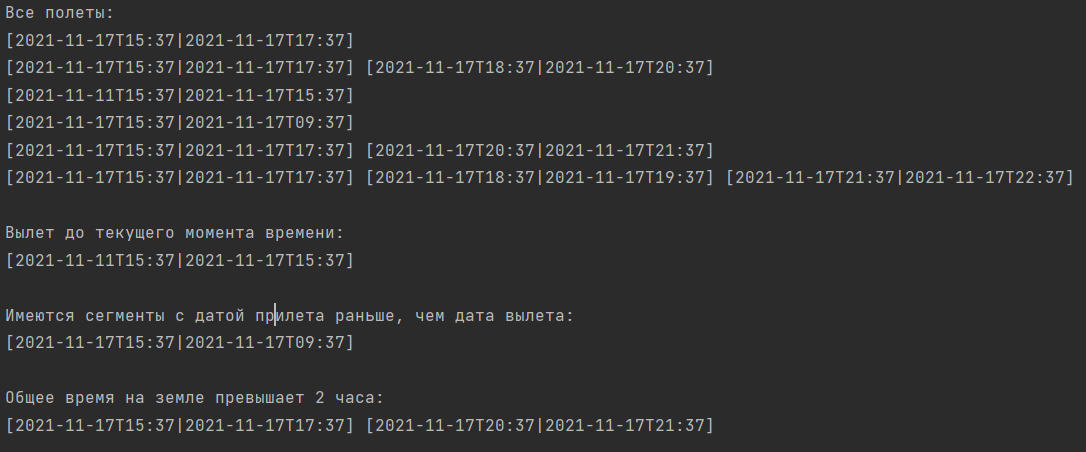 Все полеты:
[2021-11-17T15:37|2021-11-17T17:37]
[2021-11-17T15:37|2021-11-17T17:37] [2021-11-17T18:37|2021-11-17T20:37]
[2021-11-11T15:37|2021-11-17T15:37]
[2021-11-17T15:37|2021-11-17T09:37]
[2021-11-17T15:37|2021-11-17T17:37] [2021-11-17T20:37|2021-11-17T21:37]
[2021-11-17T15:37|2021-11-17T17:37] [2021-11-17T18:37|2021-11-17T19:37] [2021-11-17T21:37|2021-11-17T22:37]
Вылет до текущего момента времени:
[2021-11-11T15:37|2021-11-17T15:37]
Имеются сегменты с датой прилета раньше, чем дата вылета:
[2021-11-17T15:37|2021-11-17T09:37]
Общее время на земле превышает 2 часа:
[2021-11-17T15:37|2021-11-17T17:37] [2021-11-17T20:37|2021-11-17T21:37]